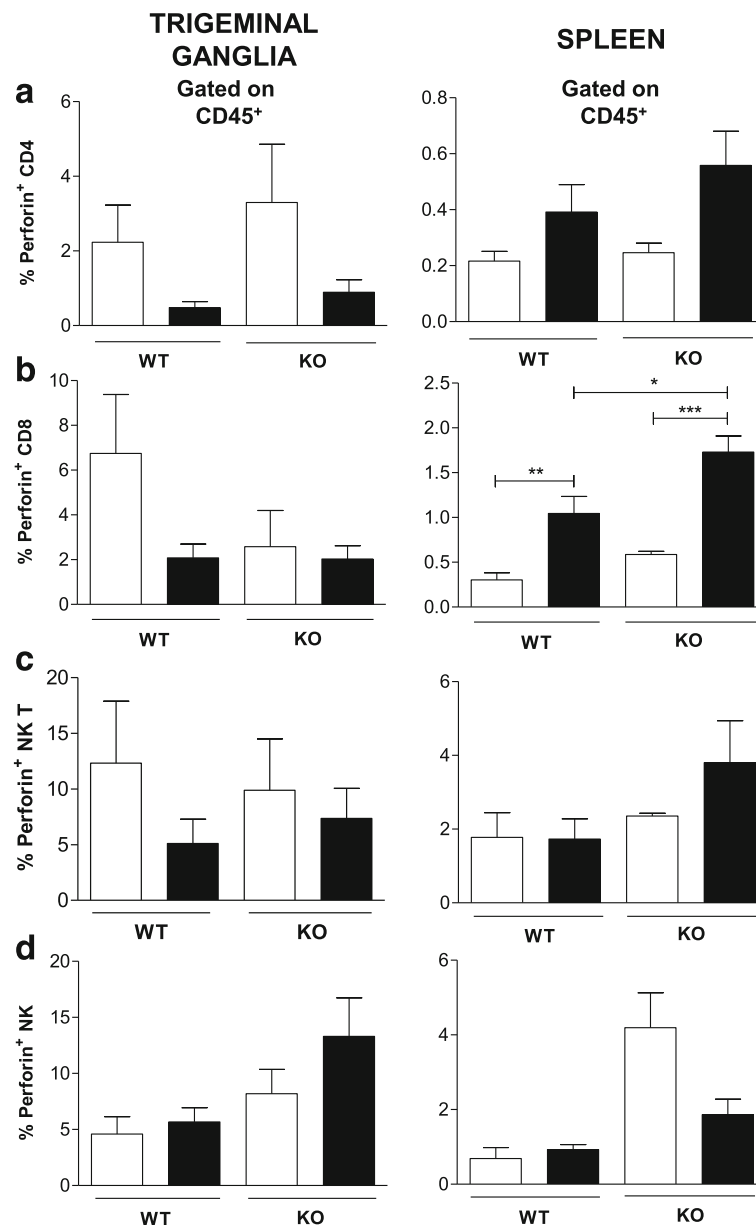 TRIGEMINAL
GANGLIA
SPLEEN
a
Gated on
CD45⁺
Gated on
CD45⁺
% Perforin⁺ CD4
6
4
2
0
WT
KO
0.8
0.6
0.4
0.2
0.0
WT
KO
b
% Perforin⁺ CD8
10
8
6
4
2
0
WT
KO
2.5
2.0
1.5
1.0
0.5
0.0
*
***
**
WT
KO
c
% Perforin⁺ NK T
20
15
10
5
0
WT
KO
6
4
2
0
WT
KO
d
% Perforin⁺ NK
20
15
10
5
0
WT
KO
6
4
2
0
WT
KO